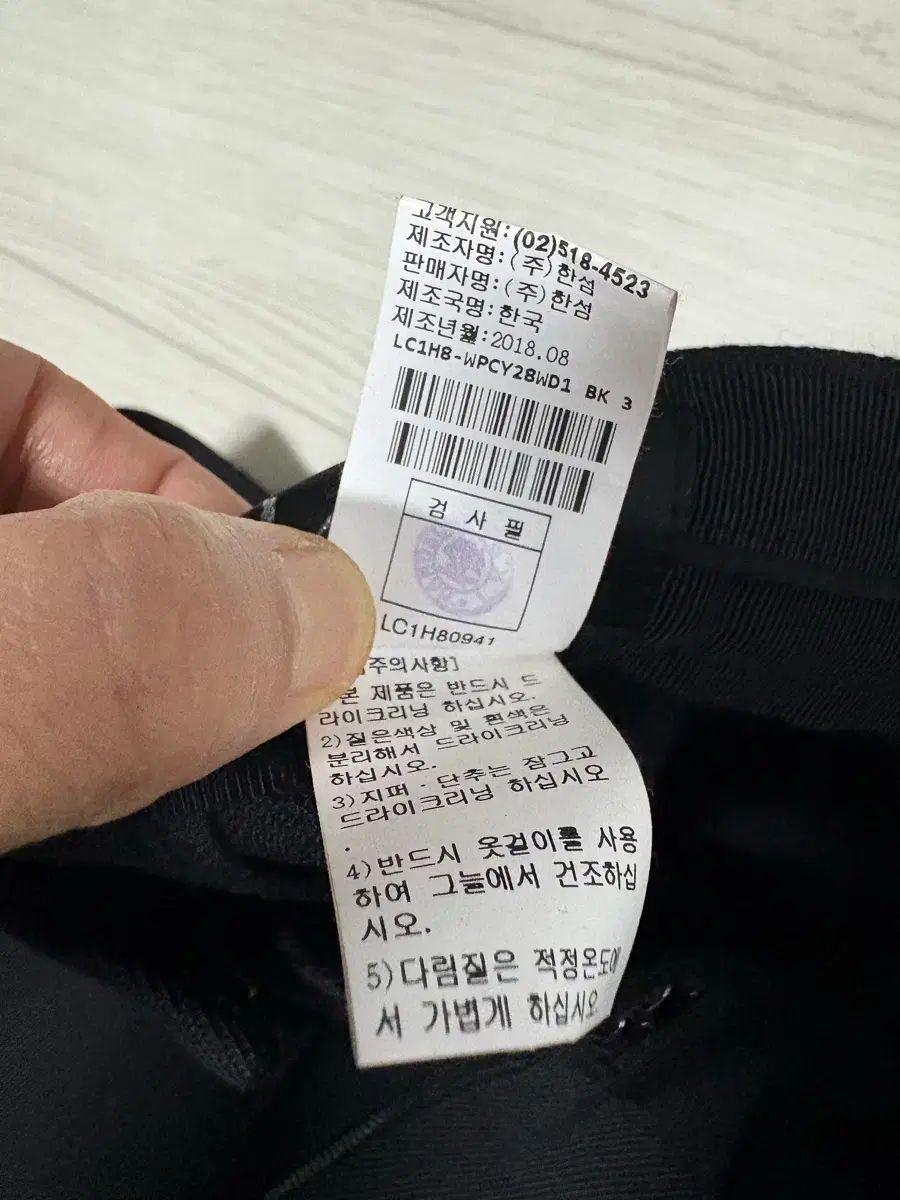 고객지원:(02)518-4523
제조자명:(주)한섬
판매자명:(주)한섬
제조국명:한국
제조년월:2018.08
LC1H8-WPCY28WD1 BK 3
검 사 필
LC1H80941
주의사항]
본 제품은 반드시 드
라이크리닝 하십시오.
2)짙은색상 및 흰색은
분리해서 드라이크리닝
하십시오.
3)지퍼·단추는 잠그고
드라이크리닝 하십시오
.
4)반드시 옷걸이를 사용
하여 그늘에서 건조하십
시오.
5)다림질은 적정온도에
서 가볍게 하십시오